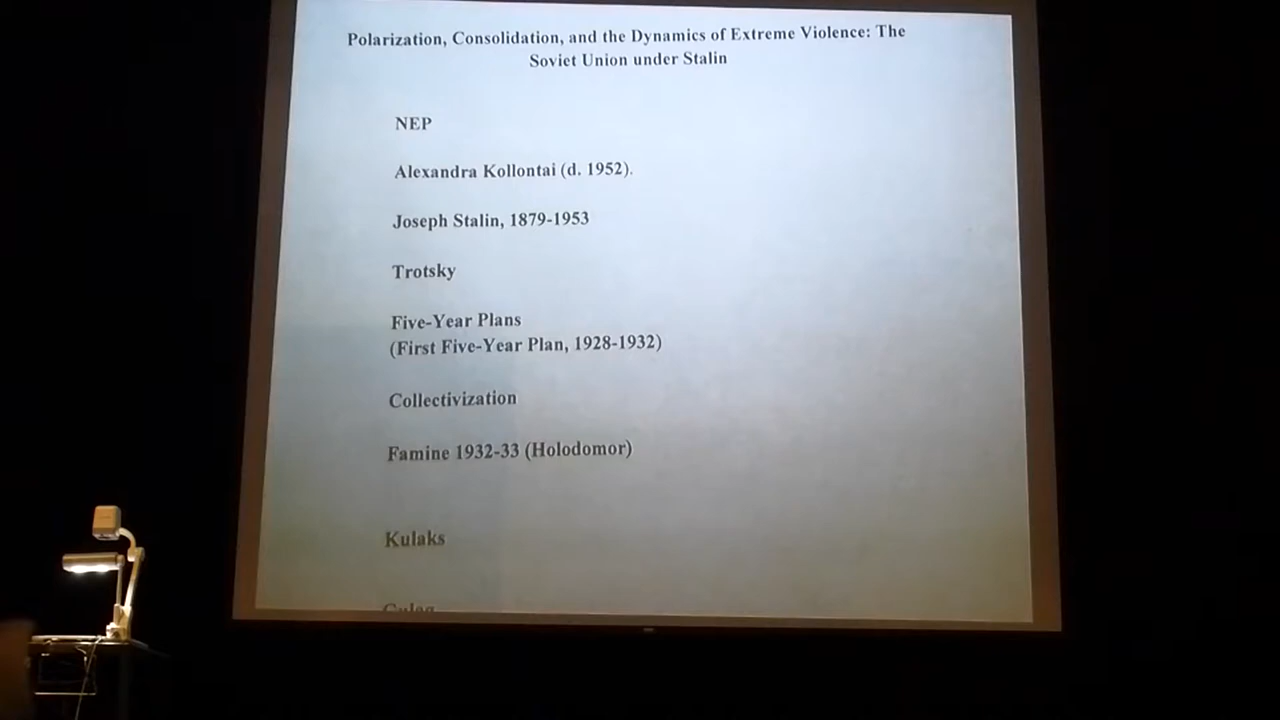 Polarization, Consolidation, and the Dynamics of Extreme Violence: The
Soviet Union under Stalin
NEP
Alexandra Kollontai (d. 1952).
Joseph Stalin, 1879-1953
Trotsky
Five-Year Plans
(First Five-Year Plan, 1928-1932)
Collectivization
Famine 1932-33 (Holodomor)
Kulaks